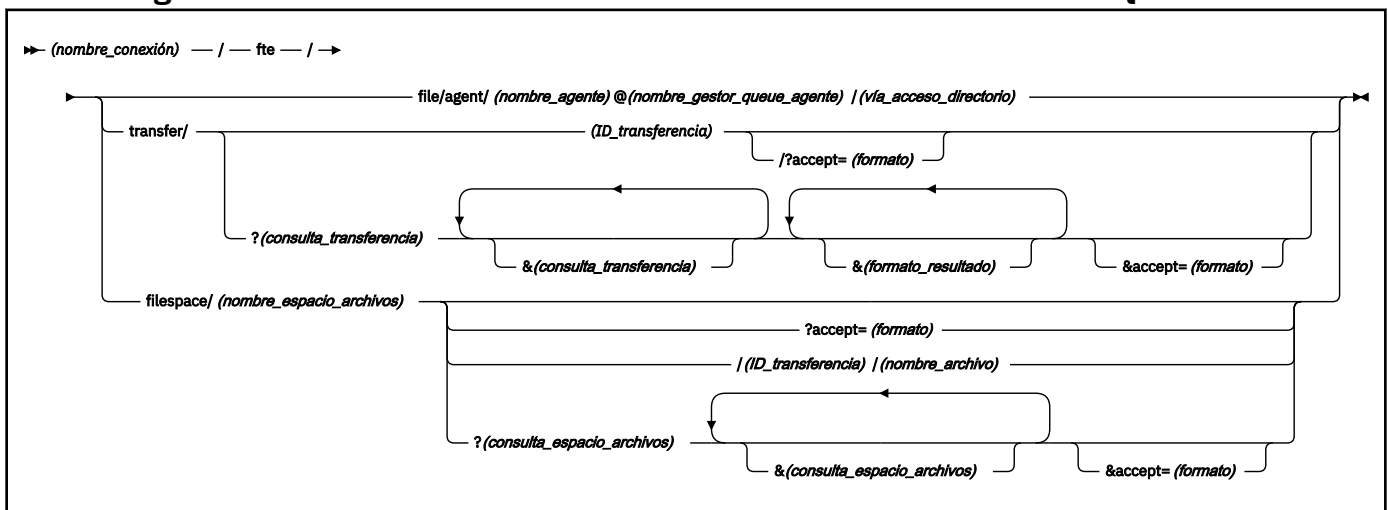 (nombre_conexión) / fte /
file/agent/ (nombre_agente) @(nombre_gestor_queue_agente) /(vía_acceso_directorio)
transfer/ (ID_transferencia)
/?accept= (formato)
?(consulta_transferencia)
&(consulta_transferencia) &(formato_resultado) &accept= (formato)
filespace/ (nombre_espacio_archivos)
?accept= (formato)
/(ID_transferencia) /(nombre_archivo)
?(consulta_espacio_archivos)
&(consulta_espacio_archivos) &accept= (formato)